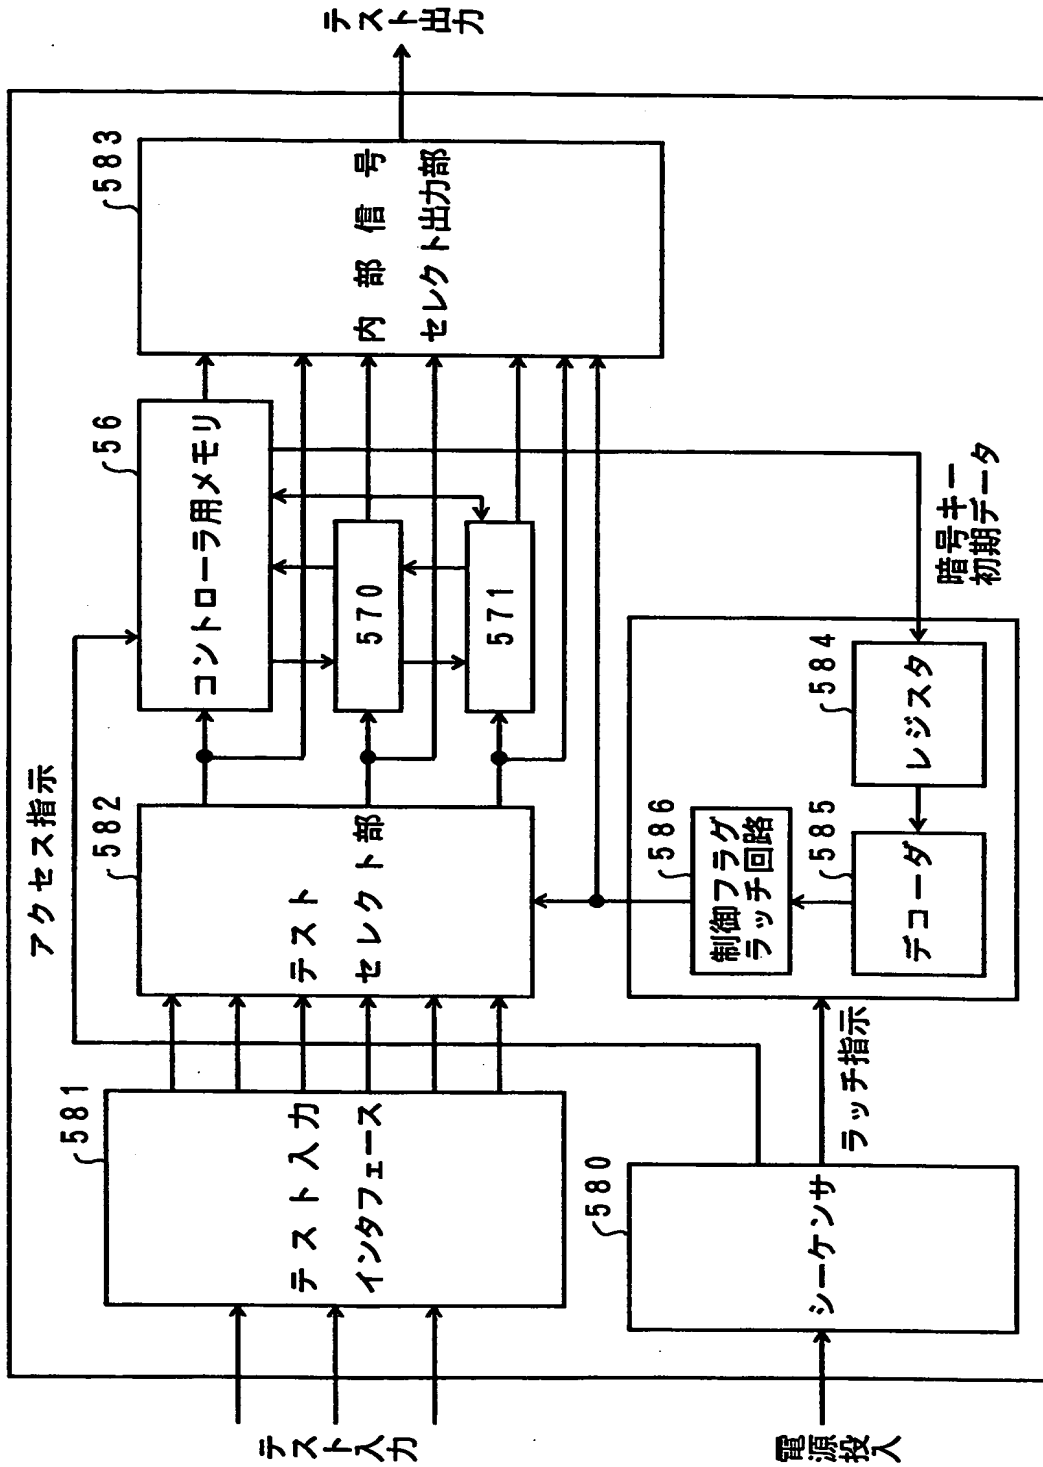 テスト入力
電源投入
581
テスト入力
インタフェース
580
シーケンサ
アクセス指示
ラッチ指示
582
テスト
セレクト部
586
制御フラグ
ラッチ回路
585
デコーダ
584
レジスタ
暗号キー
初期データ
56
コントローラ用メモリ
570
571
583
内部信号
セレクト出力部
テスト出力